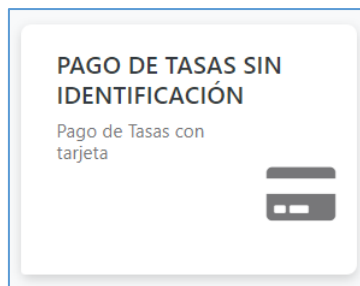 PAGO DE TASAS SIN
IDENTIFICACIÓN
Pago de Tasas con
tarjeta